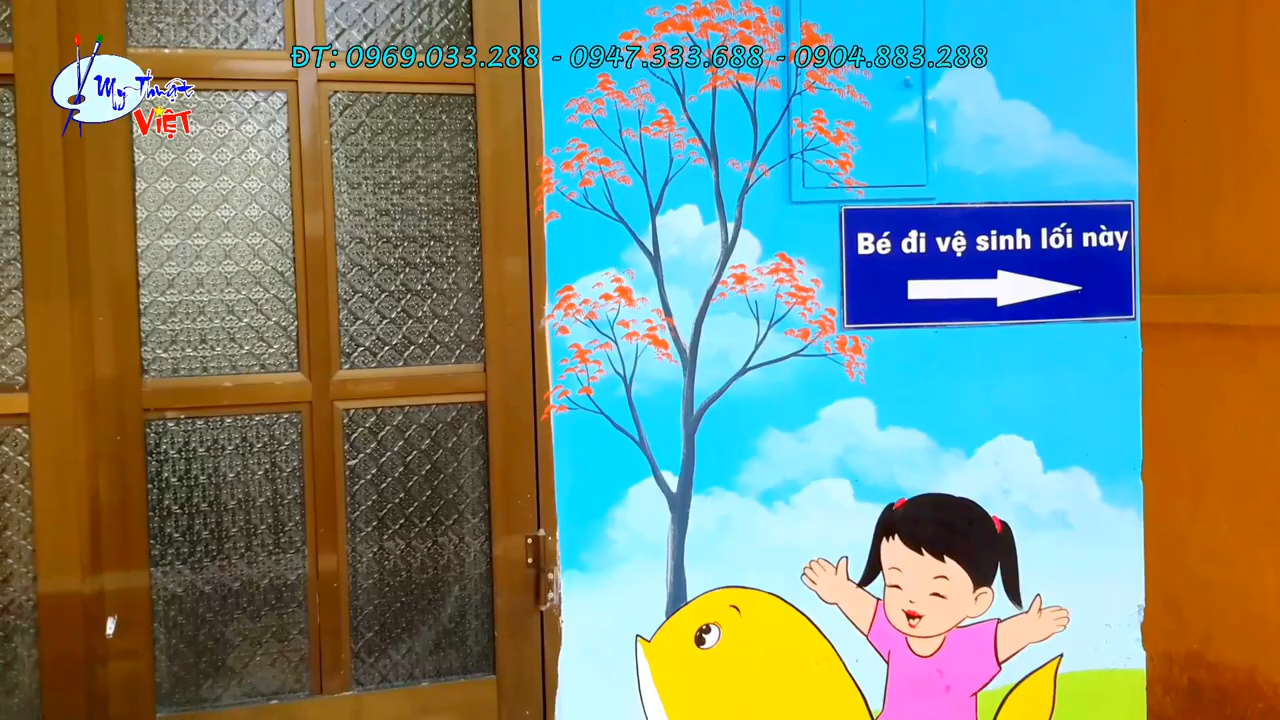 ĐT: 0969.033.288 - 0947.333.688 - 0904.883.288
Mỹ Thuật
VIỆT
Bé đi vệ sinh lối này